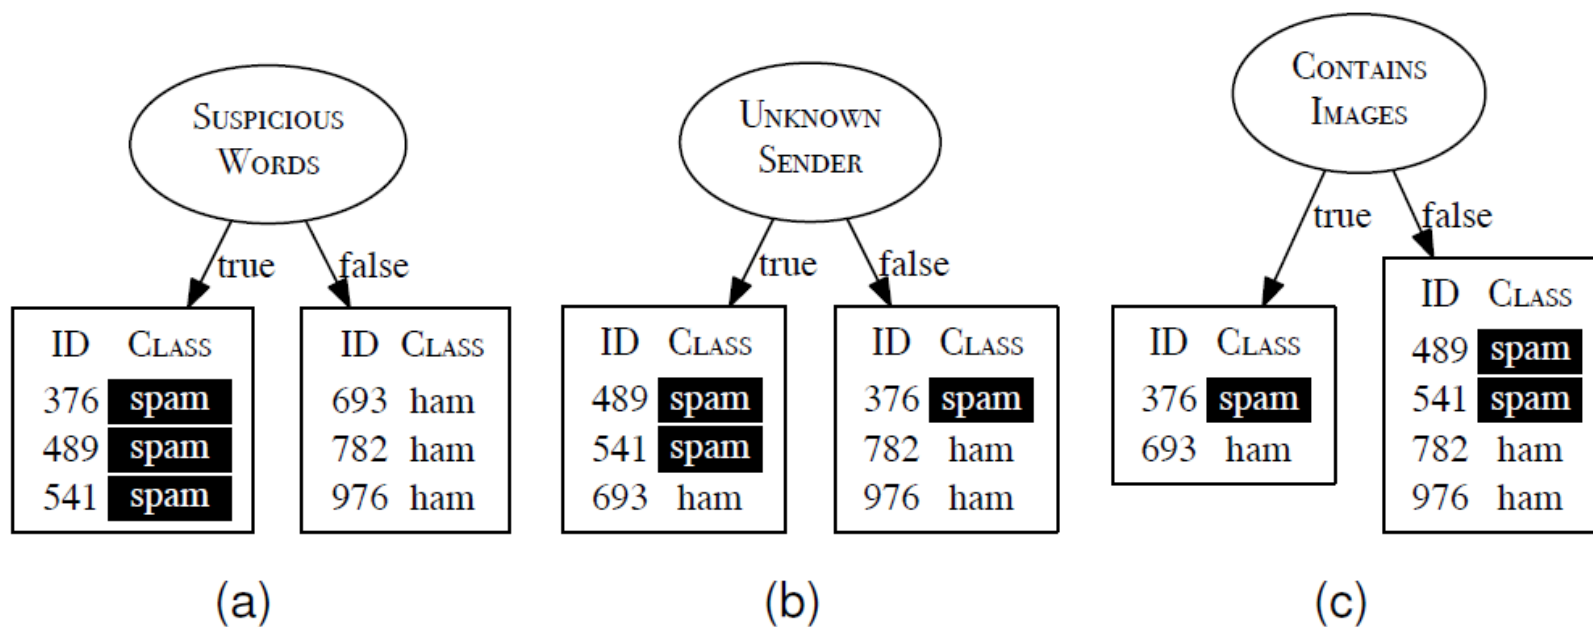 SUSPICIOUS
WORDS
true
false
ID CLASS
376 spam
489 spam
541 spam
ID CLASS
693 ham
782 ham
976 ham
(a)
UNKNOWN
SENDER
true
false
ID CLASS
489 spam
541 spam
693 ham
ID CLASS
376 spam
782 ham
976 ham
(b)
CONTAINS
IMAGES
true
false
ID CLASS
376 spam
693 ham
ID CLASS
489 spam
541 spam
782 ham
976 ham
(c)